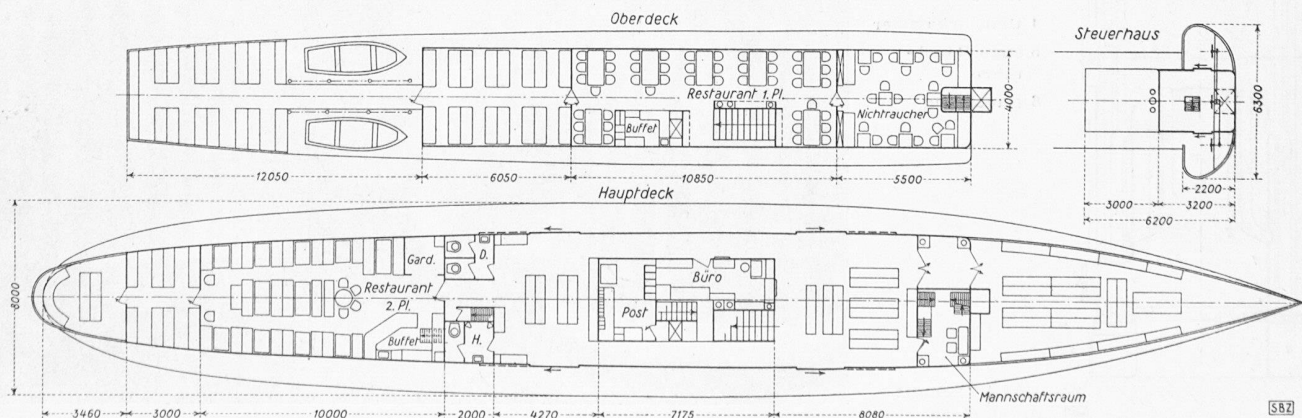 Oberdeck
Steuerhaus
Restaurant 1. Pl.
Nichtraucher
Buffet
4000
6300
12050
6050
10850
5500
2200
3000
3200
6200
Hauptdeck
8000
Gard.
D.
Restaurant
2. Pl.
Büro
Post
Buffet
H.
Mannschaftsraum
3460
3000
10000
2000
4270
7175
8080
SBZ